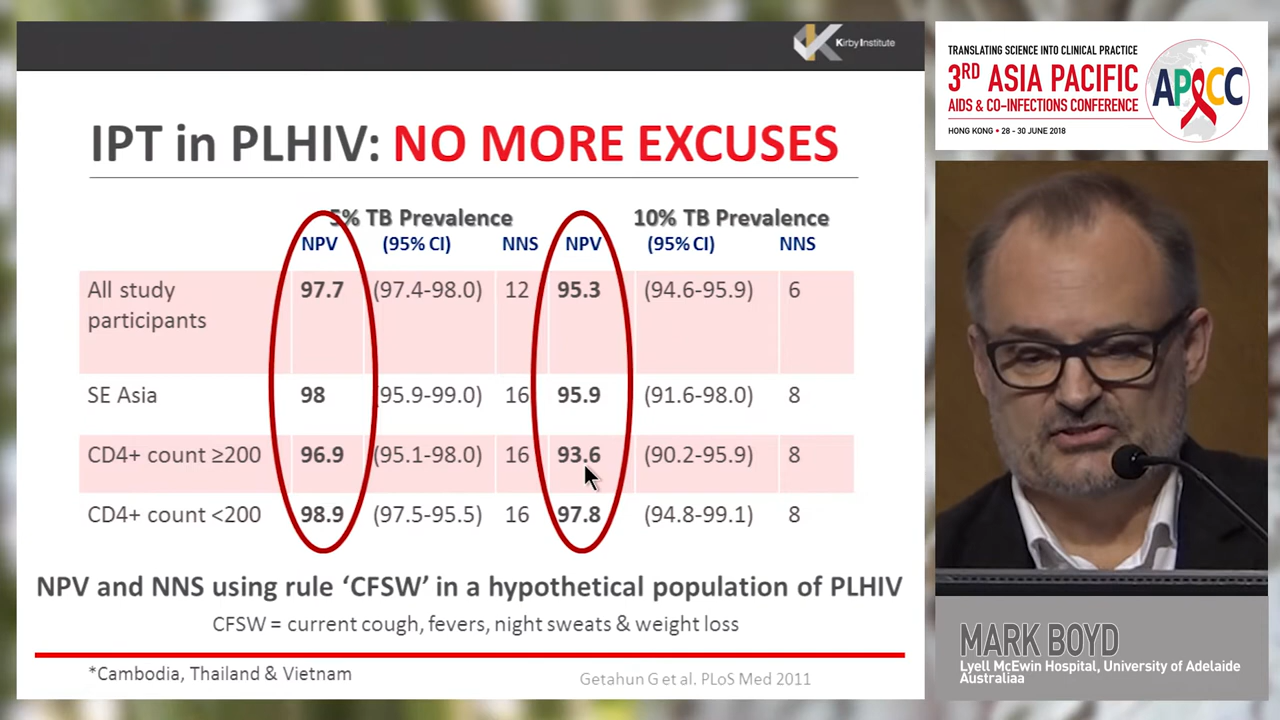 Kirby Institute
IPT in PLHIV: NO MORE EXCUSES
5% TB Prevalence 10% TB Prevalence
NPV (95% CI) NNS NPV (95% CI) NNS
All study participants 97.7 (97.4-98.0) 12 95.3 (94.6-95.9) 6
SE Asia 98 (95.9-99.0) 16 95.9 (91.6-98.0) 8
CD4+ count ≥200 96.9 (95.1-98.0) 16 93.6 (90.2-95.9) 8
CD4+ count <200 98.9 (97.5-95.5) 16 97.8 (94.8-99.1) 8
NPV and NNS using rule ‘CFSW’ in a hypothetical population of PLHIV
CFSW = current cough, fevers, night sweats & weight loss
*Cambodia, Thailand & Vietnam
Getahun G et al. PLoS Med 2011
TRANSLATING SCIENCE INTO CLINICAL PRACTICE
3RD ASIA PACIFIC
AIDS & CO-INFECTIONS CONFERENCE
HONG KONG • 28 - 30 JUNE 2018
APACC
MARK BOYD
Lyell McEwin Hospital, University of Adelaide
Australiaa